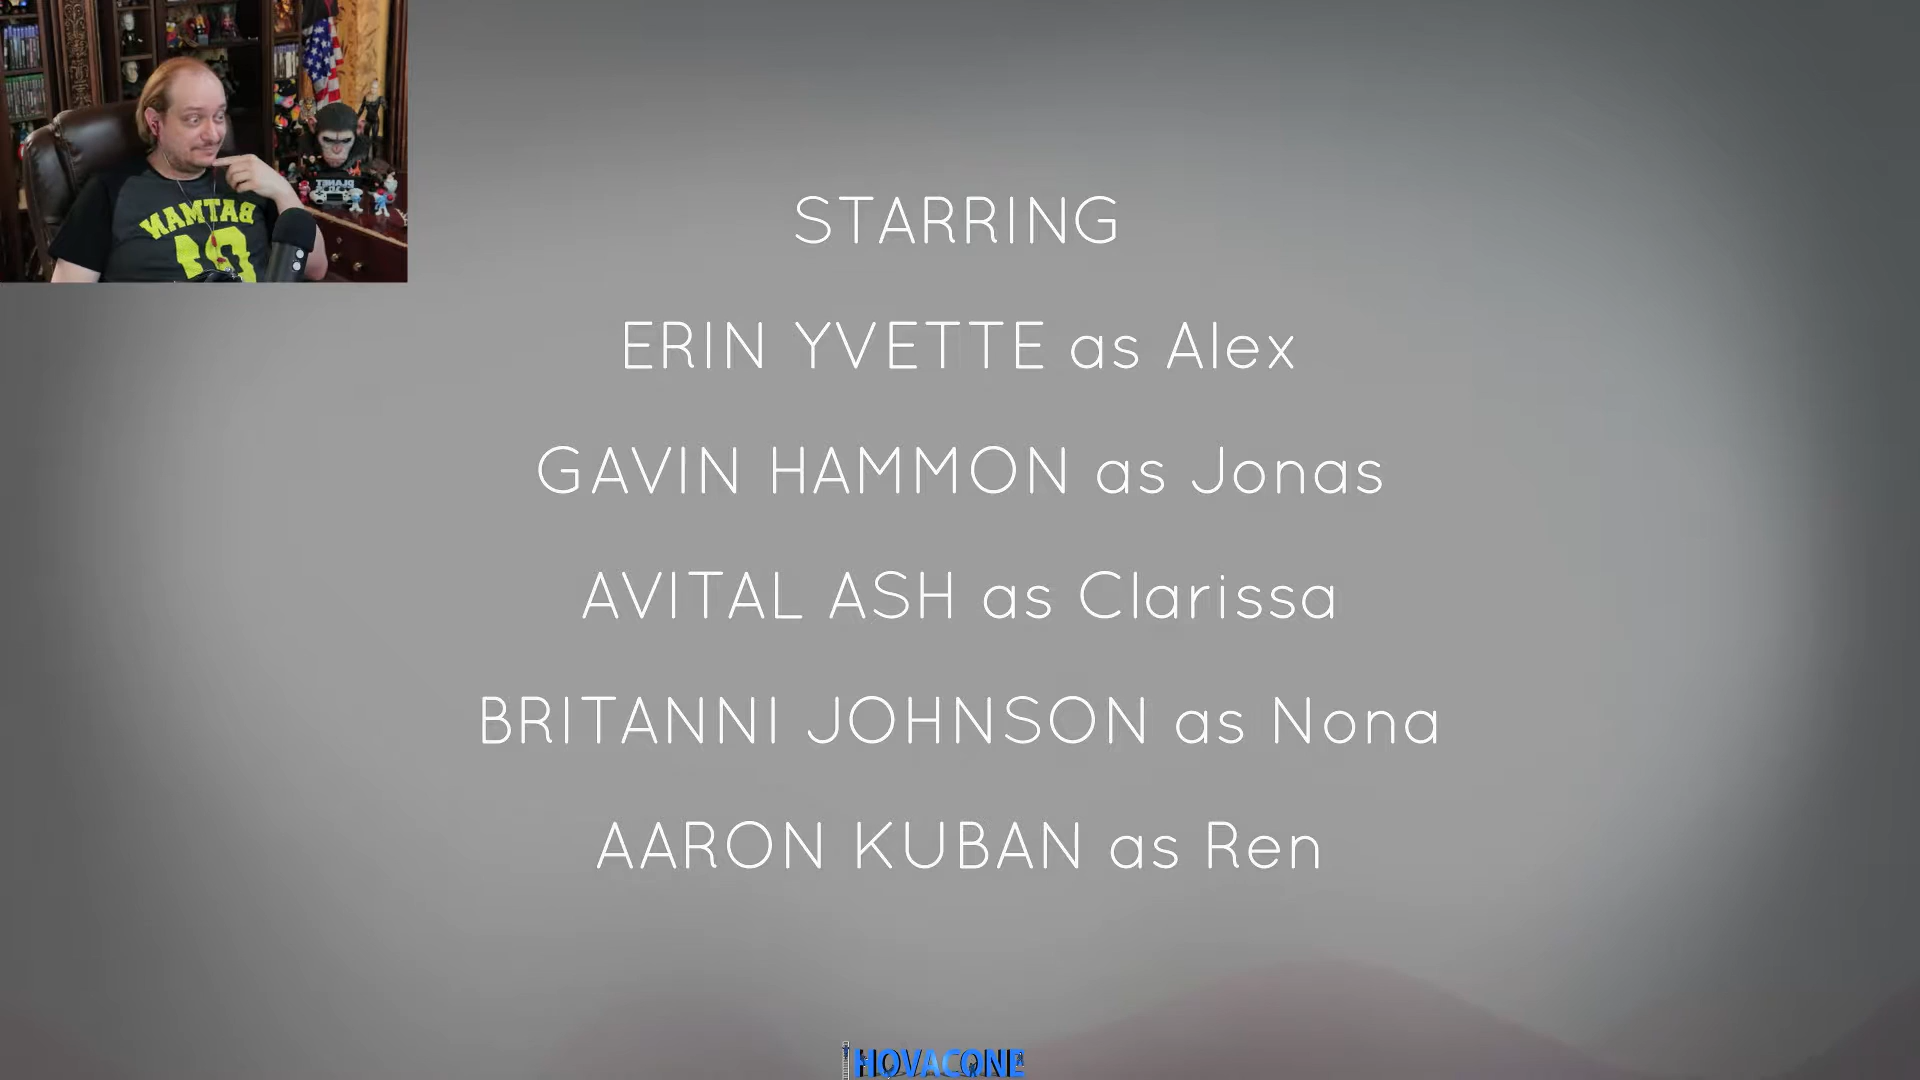 BATMAN
STARRING
ERIN YVETTE as Alex
GAVIN HAMMON as Jonas
AVITAL ASH as Clarissa
BRITANNI JOHNSON as Nona
AARON KUBAN as Ren
HOVACONE